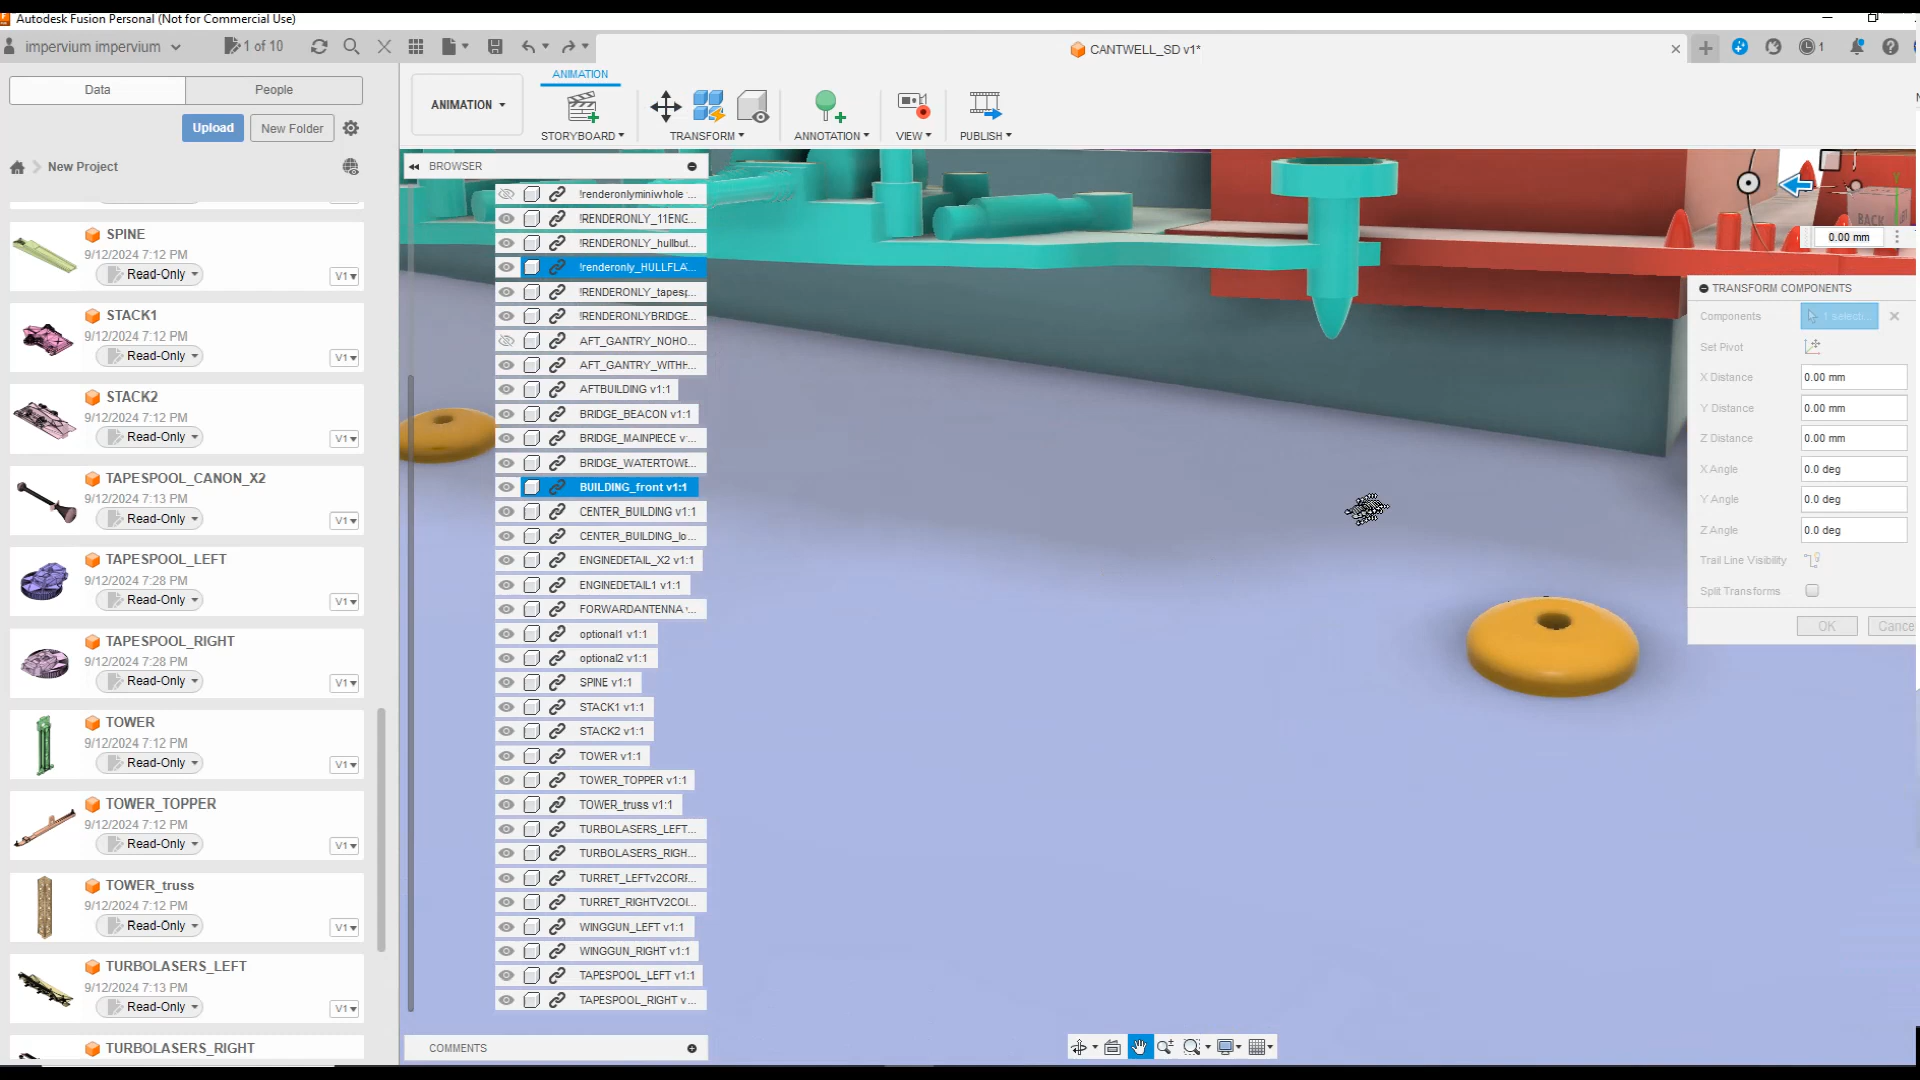 Autodesk Fusion Personal (Not for Commercial Use)
impervium impervium
1 of 10
CANTWELL_SD v1*
1
Data
People
Upload
New Folder
New Project
SPINE
9/12/2024 7:12 PM
Read-Only
V1
STACK1
9/12/2024 7:12 PM
Read-Only
V1
STACK2
9/12/2024 7:12 PM
Read-Only
V1
TAPESPOOL_CANON_X2
9/12/2024 7:13 PM
Read-Only
V1
TAPESPOOL_LEFT
9/12/2024 7:28 PM
Read-Only
V1
TAPESPOOL_RIGHT
9/12/2024 7:28 PM
Read-Only
V1
TOWER
9/12/2024 7:12 PM
Read-Only
V1
TOWER_TOPPER
9/12/2024 7:12 PM
Read-Only
V1
TOWER_truss
9/12/2024 7:12 PM
Read-Only
V1
TURBOLASERS_LEFT
9/12/2024 7:13 PM
Read-Only
V1
TURBOLASERS_RIGHT
ANIMATION
ANIMATION
STORYBOARD
TRANSFORM
ANNOTATION
VIEW
PUBLISH
BROWSER
!renderonlyminiwhole ...
!RENDERONLY_11ENG...
!RENDERONLY_hullbut...
!renderonly_HULLFLA...
!RENDERONLY_tapesp...
!RENDERONLYBRIDGE...
AFT_GANTRY_NOHO...
AFT_GANTRY_WITHH...
AFTBUILDING v1:1
BRIDGE_BEACON v1:1
BRIDGE_MAINPIECE v...
BRIDGE_WATERTOWE...
BUILDING_front v1:1
CENTER_BUILDING v1:1
CENTER_BUILDING_lo...
ENGINEDETAIL_X2 v1:1
ENGINEDETAIL1 v1:1
FORWARDANTENNA v...
optional1 v1:1
optional2 v1:1
SPINE v1:1
STACK1 v1:1
STACK2 v1:1
TOWER v1:1
TOWER_TOPPER v1:1
TOWER_truss v1:1
TURBOLASERS_LEFT...
TURBOLASERS_RIGH...
TURRET_LEFTv2CORF...
TURRET_RIGHTV2COI...
WINGGUN_LEFT v1:1
WINGGUN_RIGHT v1:1
TAPESPOOL_LEFT v1:1
TAPESPOOL_RIGHT v...
COMMENTS
BACK
Y
0.00 mm
TRANSFORM COMPONENTS
Components
1 selecti...
Set Pivot
X Distance
0.00 mm
Y Distance
0.00 mm
Z Distance
0.00 mm
X Angle
0.0 deg
Y Angle
0.0 deg
Z Angle
0.0 deg
Trail Line Visibility
Split Transforms
OK
Cance